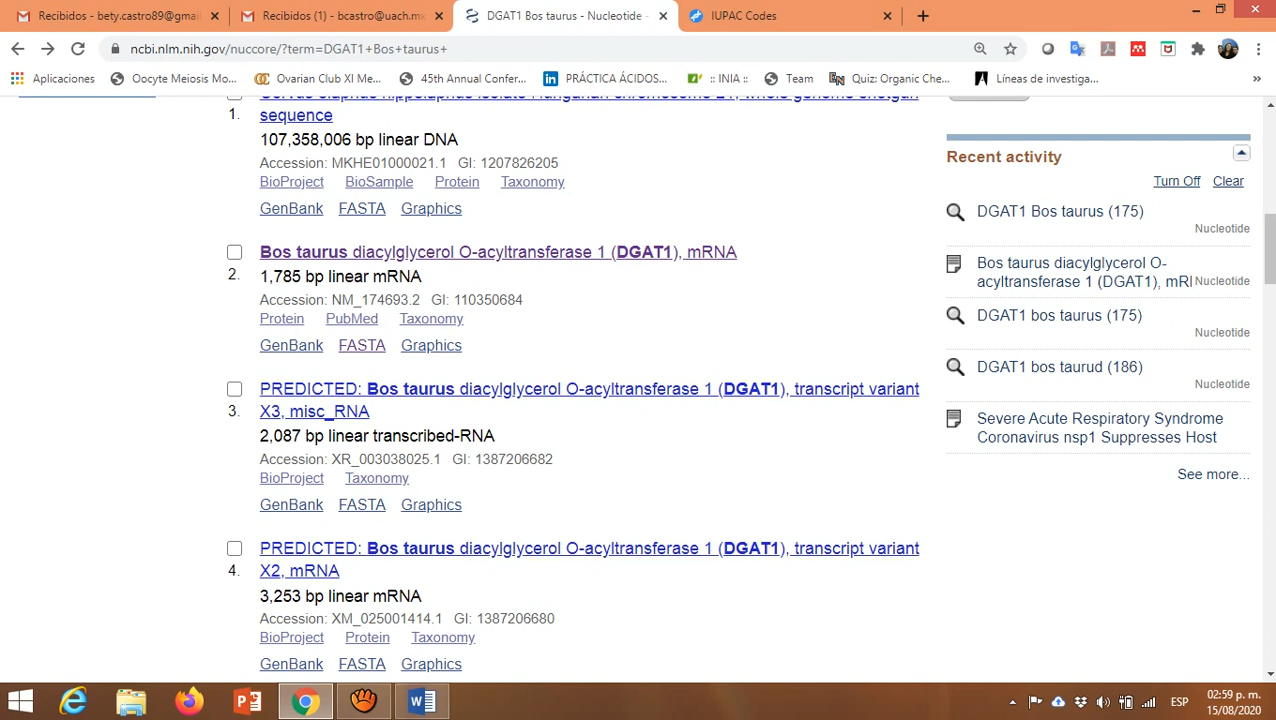 Recibidos - bety.castro89@gmai
Recibidos (1) - bcastro@uach.m
DGAT1 Bos taurus - Nucleotide -
IUPAC Codes
ncbi.nlm.nih.gov/nuccore/?term=DGAT1+Bos+taurus+
Aplicaciones
Oocyte Meiosis Mo...
Ovarian Club XI Me...
45th Annual Confer...
PRÁCTICA ÁCIDOS...
:: INIA ::
Team
Quiz: Organic Che...
Líneas de investiga...
»
sequence
1.
107,358,006 bp linear DNA
Accession: MKHE01000021.1 GI: 1207826205
BioProject BioSample Protein Taxonomy
GenBank FASTA Graphics
Bos taurus diacylglycerol O-acyltransferase 1 (DGAT1), mRNA
2.
1,785 bp linear mRNA
Accession: NM_174693.2 GI: 110350684
Protein PubMed Taxonomy
GenBank FASTA Graphics
PREDICTED: Bos taurus diacylglycerol O-acyltransferase 1 (DGAT1), transcript variant
3. X3, misc_RNA
2,087 bp linear transcribed-RNA
Accession: XR_003038025.1 GI: 1387206682
BioProject Taxonomy
GenBank FASTA Graphics
PREDICTED: Bos taurus diacylglycerol O-acyltransferase 1 (DGAT1), transcript variant
4. X2, mRNA
3,253 bp linear mRNA
Accession: XM_025001414.1 GI: 1387206680
BioProject Protein Taxonomy
GenBank FASTA Graphics
Recent activity
Turn Off Clear
DGAT1 Bos taurus (175)
Nucleotide
Bos taurus diacylglycerol O-
acyltransferase 1 (DGAT1), mRI
Nucleotide
DGAT1 bos taurus (175)
Nucleotide
DGAT1 bos taurud (186)
Nucleotide
Severe Acute Respiratory Syndrome
Coronavirus nsp1 Suppresses Host
See more...
ESP
02:59 p. m.
15/08/2020